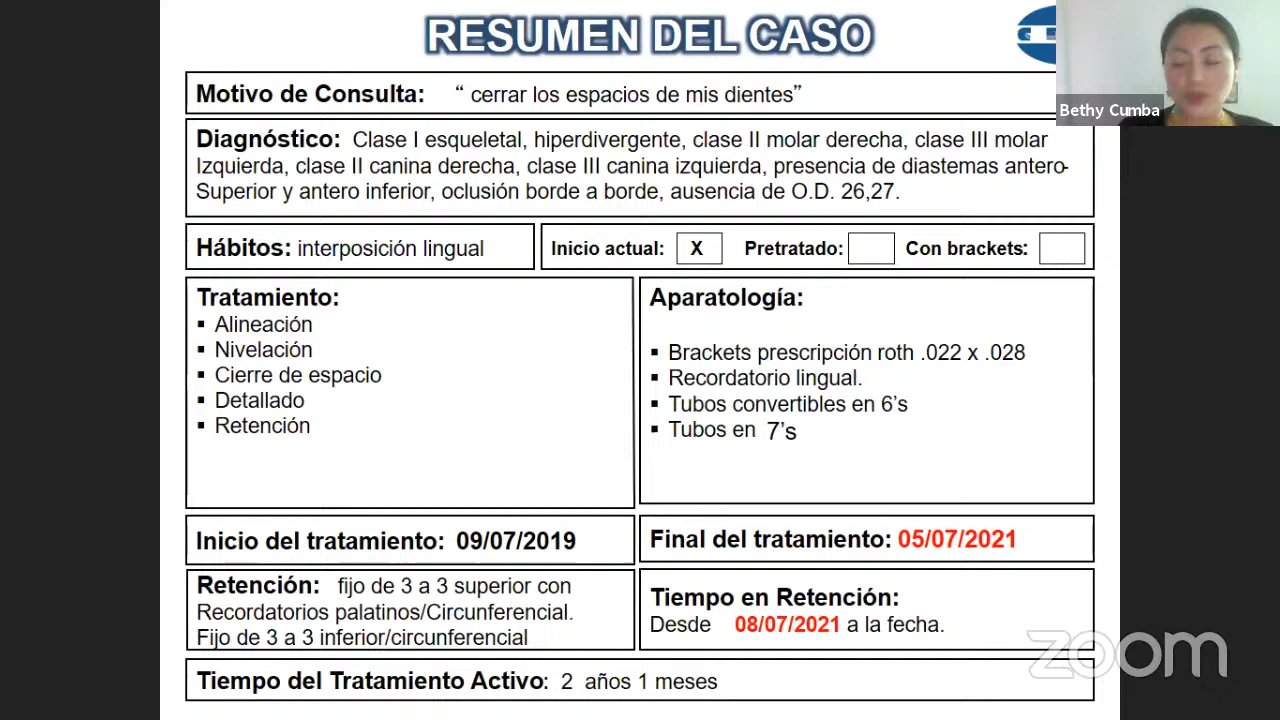 RESUMEN DEL CASO
Bethy Cumba
Motivo de Consulta: “ cerrar los espacios de mis dientes”
Diagnóstico: Clase I esqueletal, hiperdivergente, clase II molar derecha, clase III molar
Izquierda, clase II canina derecha, clase III canina izquierda, presencia de diastemas antero-
Superior y antero inferior, oclusión borde a borde, ausencia de O.D. 26,27.
Hábitos: interposición lingual
Inicio actual: X Pretratado: Con brackets:
Tratamiento:
▪ Alineación
▪ Nivelación
▪ Cierre de espacio
▪ Detallado
▪ Retención
Aparatología:
▪ Brackets prescripción roth .022 x .028
▪ Recordatorio lingual.
▪ Tubos convertibles en 6’s
▪ Tubos en 7’s
Inicio del tratamiento: 09/07/2019
Final del tratamiento: 05/07/2021
Retención: fijo de 3 a 3 superior con
Recordatorios palatinos/Circunferencial.
Fijo de 3 a 3 inferior/circunferencial
Tiempo en Retención:
Desde 08/07/2021 a la fecha.
zoom
Tiempo del Tratamiento Activo: 2 años 1 meses